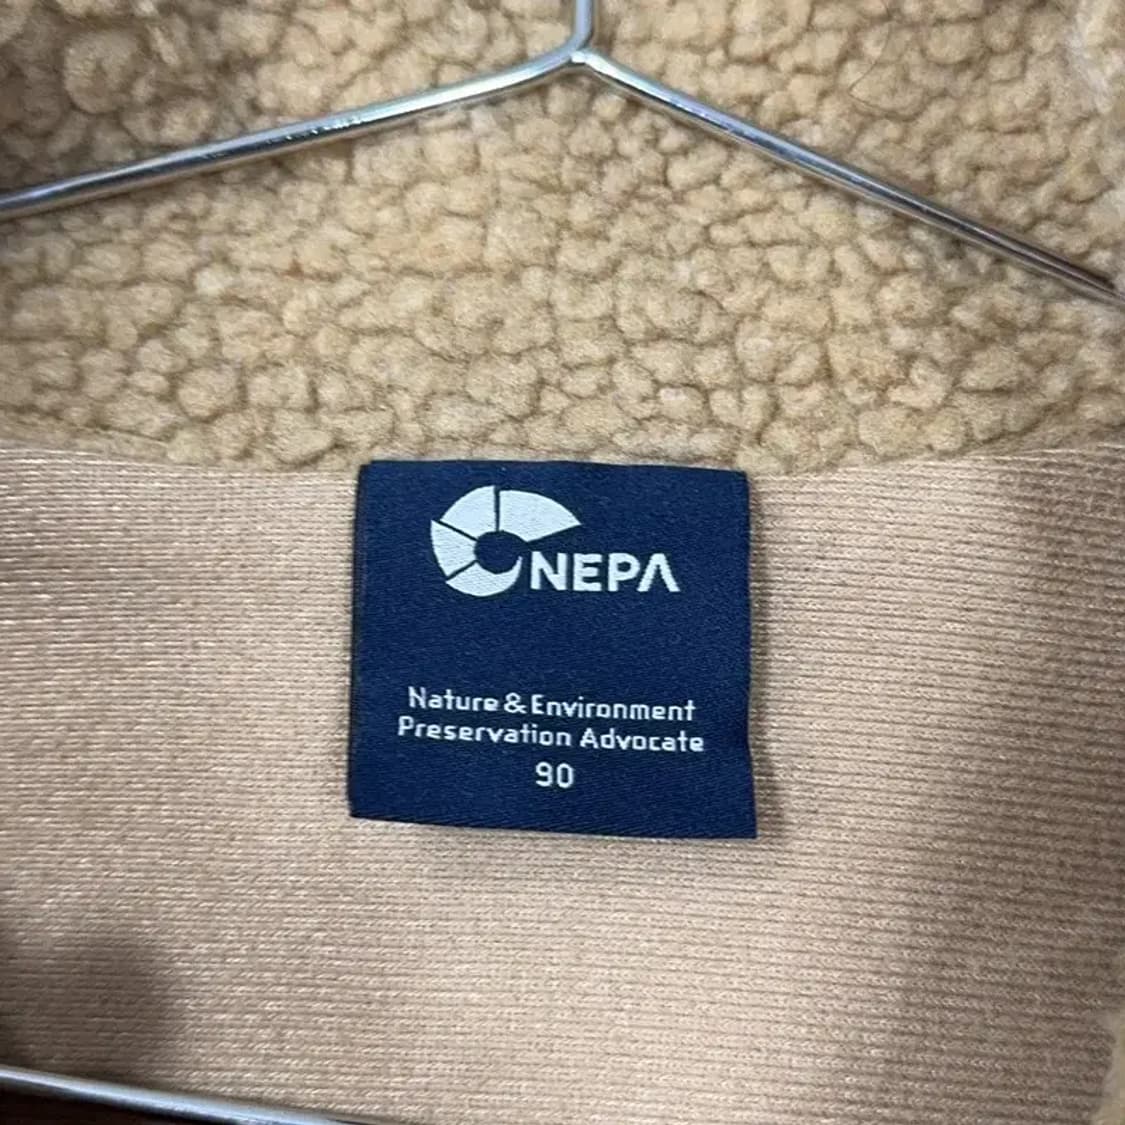 NEPA
Nature & Environment
Preservation Advocate
90